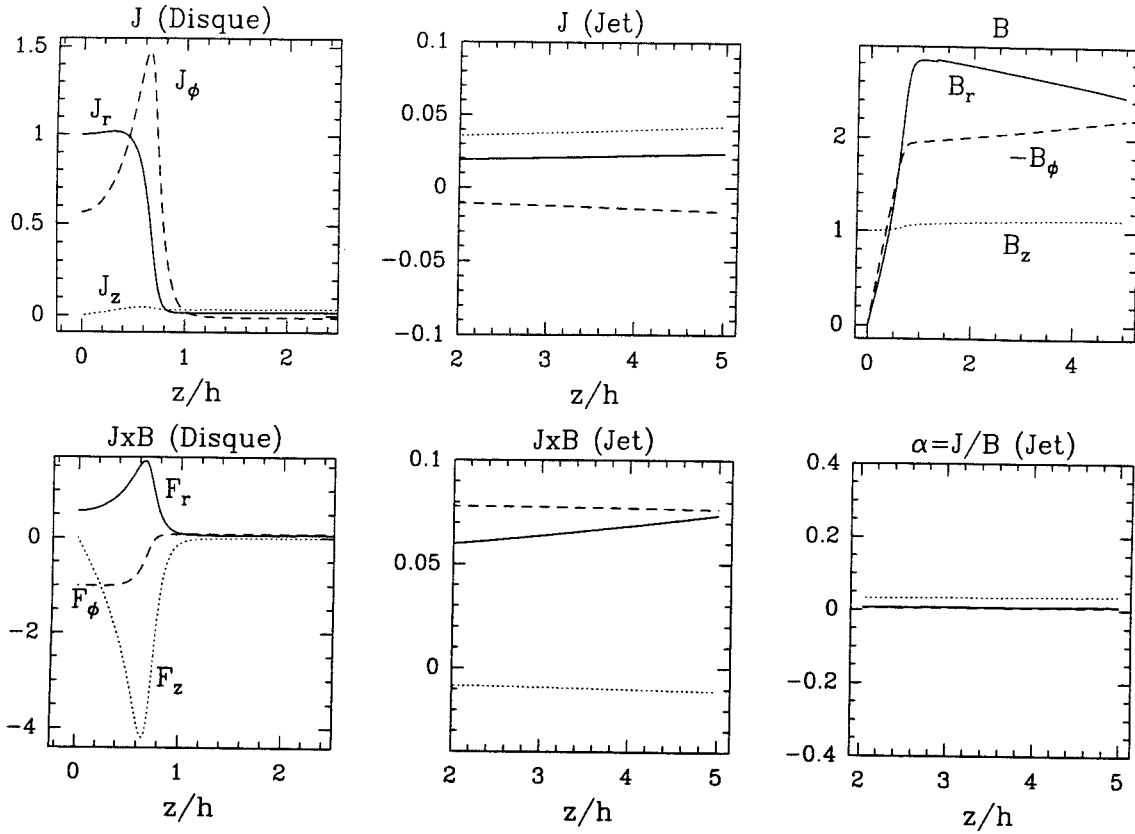 J (Disque)
1.5
1
0.5
0
J_r
J_ϕ
J_z
0
1
2
z/h
J (Jet)
0.1
0.05
0
-0.05
-0.1
2
3
4
5
z/h
B
2
1
0
B_r
-B_ϕ
B_z
0
2
4
z/h
JxB (Disque)
0
-2
-4
F_r
F_ϕ
F_z
0
1
2
z/h
JxB (Jet)
0.1
0.05
0
2
3
4
5
z/h
α=J/B (Jet)
0.4
0.2
0
-0.2
-0.4
2
3
4
5
z/h